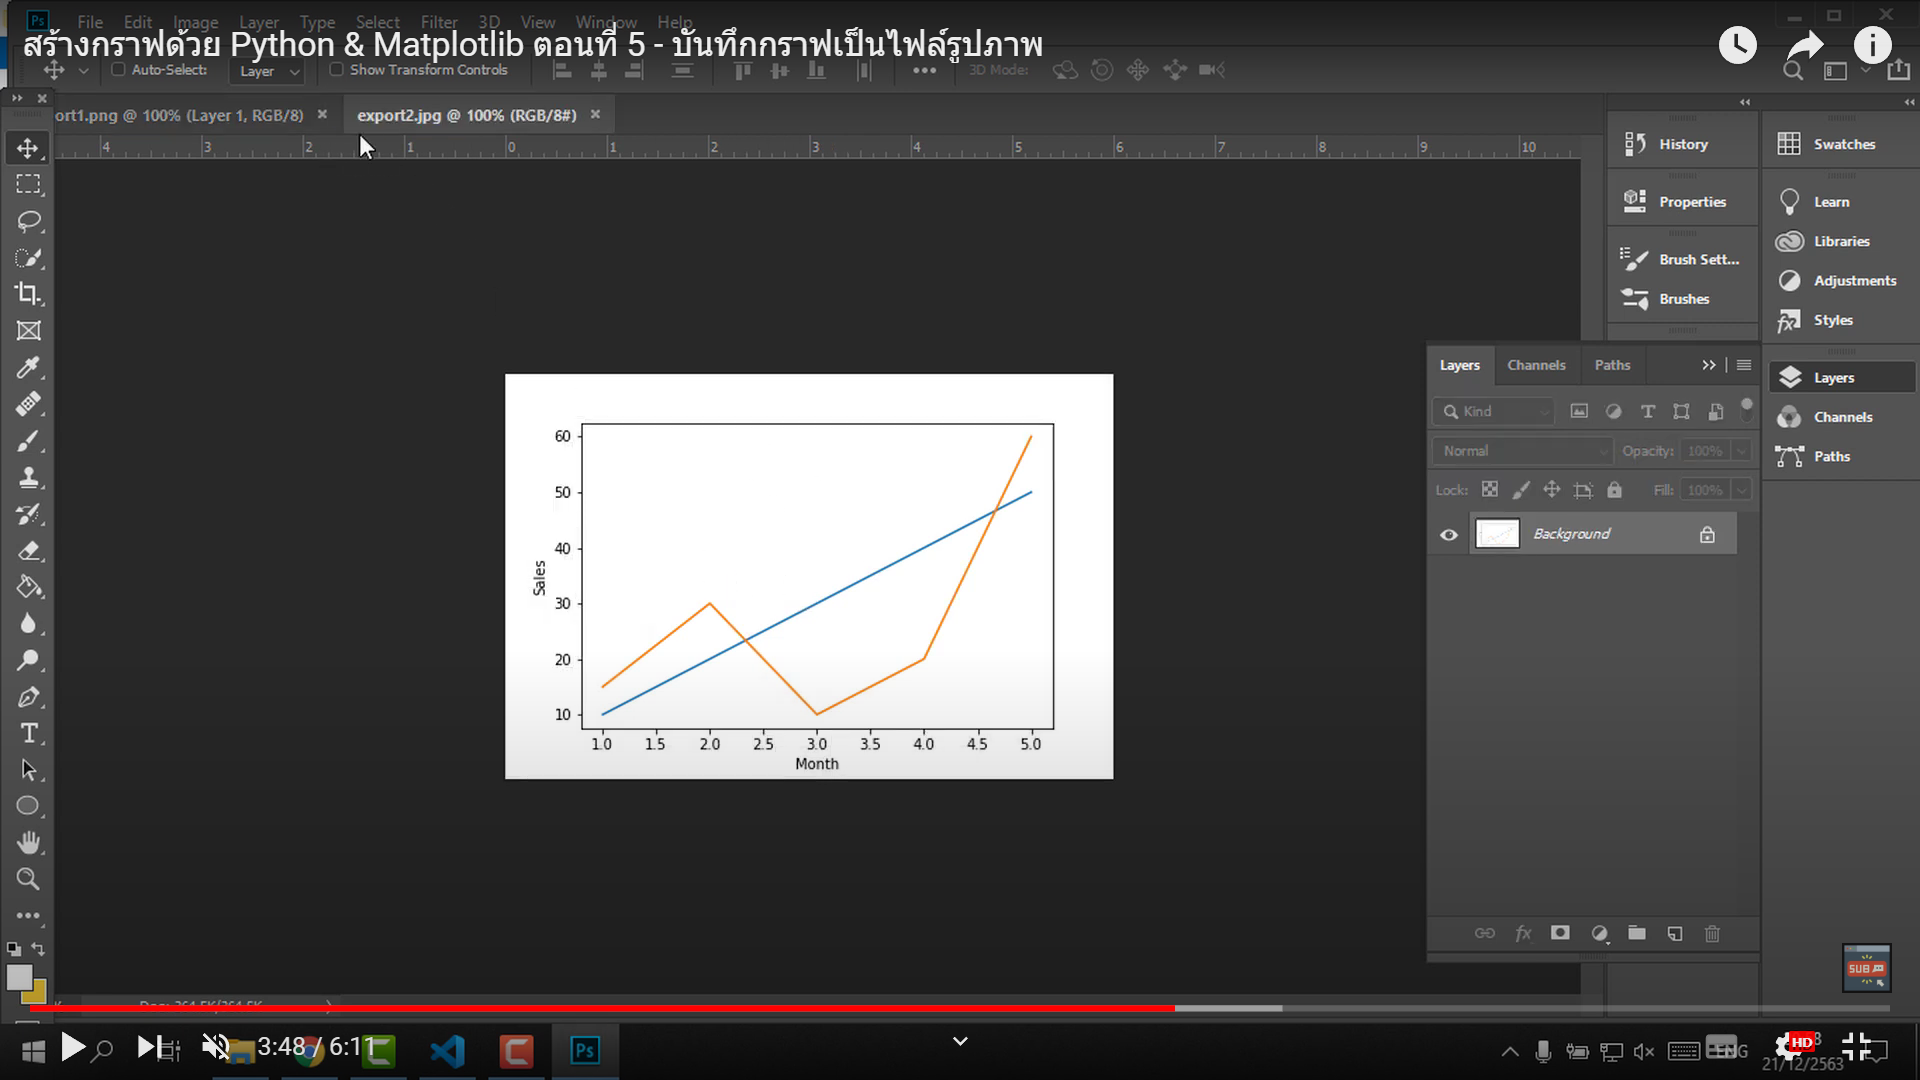 File Edit Image Layer Type Select Filter 3D View Window Help
สร้างกราฟด้วย Python & Matplotlib ตอนที่ 5 - บันทึกกราฟเป็นไฟล์รูปภาพ
Auto-Select: Layer Show Transform Controls 3D Mode:
ort1.png @ 100% (Layer 1, RGB/8) export2.jpg @ 100% (RGB/8#)
4 3 2 1 0 1 2 3 4 5 6 7 8 9 10
History
Properties
Brush Sett...
Brushes
Swatches
Learn
Libraries
Adjustments
Styles
Layers
Channels
Paths
Layers Channels Paths
Kind
Normal Opacity: 100%
Lock: Fill: 100%
Background
60
50
40
30
20
10
Sales
1.0 1.5 2.0 2.5 3.0 3.5 4.0 4.5 5.0
Month
SUB
3:48 / 6:11
Ps
ENG
HD
21/12/2563